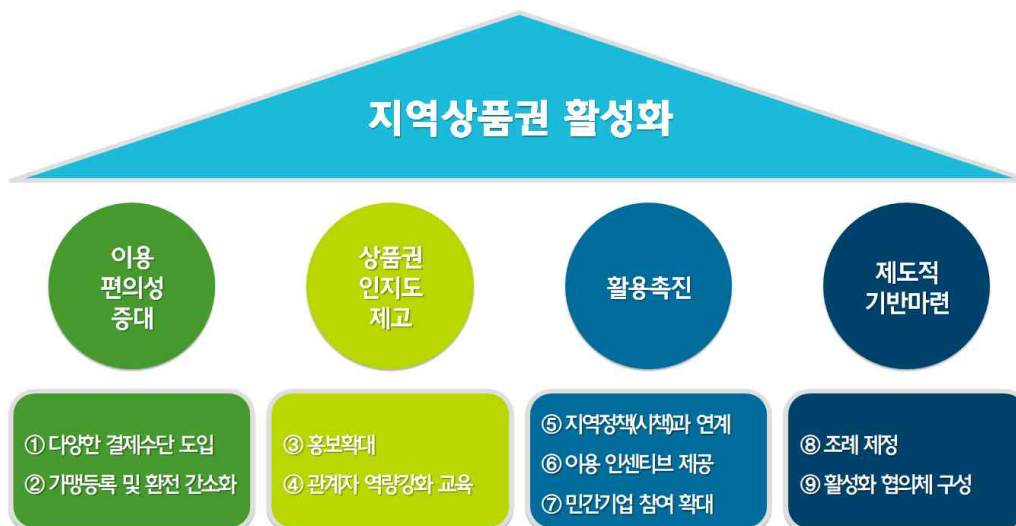 지역상품권 활성화
이용
편의성
증대
상품권
인지도
제고
활용촉진
제도적
기반마련
① 다양한 결제수단 도입
② 가맹등록 및 환전 간소화
③ 홍보확대
④ 관계자 역량강화 교육
⑤ 지역정책(시책)과 연계
⑥ 이용 인센티브 제공
⑦ 민간기업 참여 확대
⑧ 조례 제정
⑨ 활성화 협의체 구성